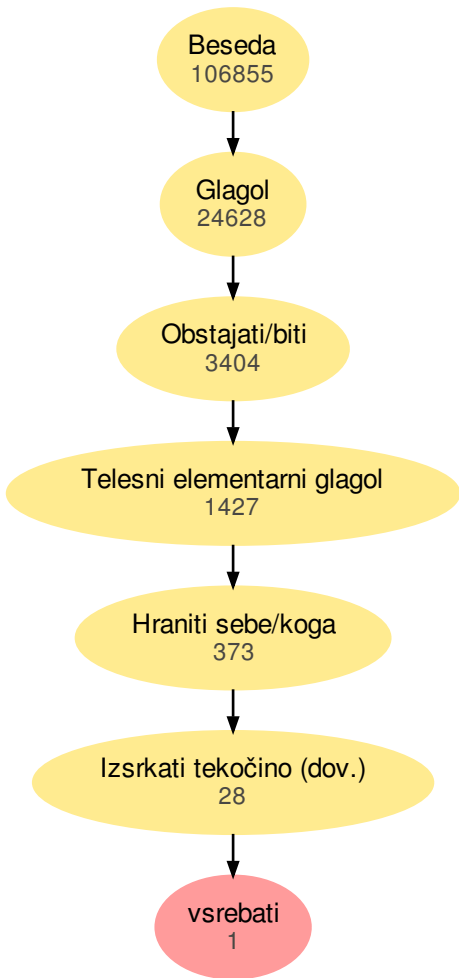 Beseda
106855
Glagol
24628
Obstajati/biti
3404
Telesni elementarni glagol
1427
Hraniti sebe/koga
373
Izsrkati tekočino (dov.)
28
vsrebati
1